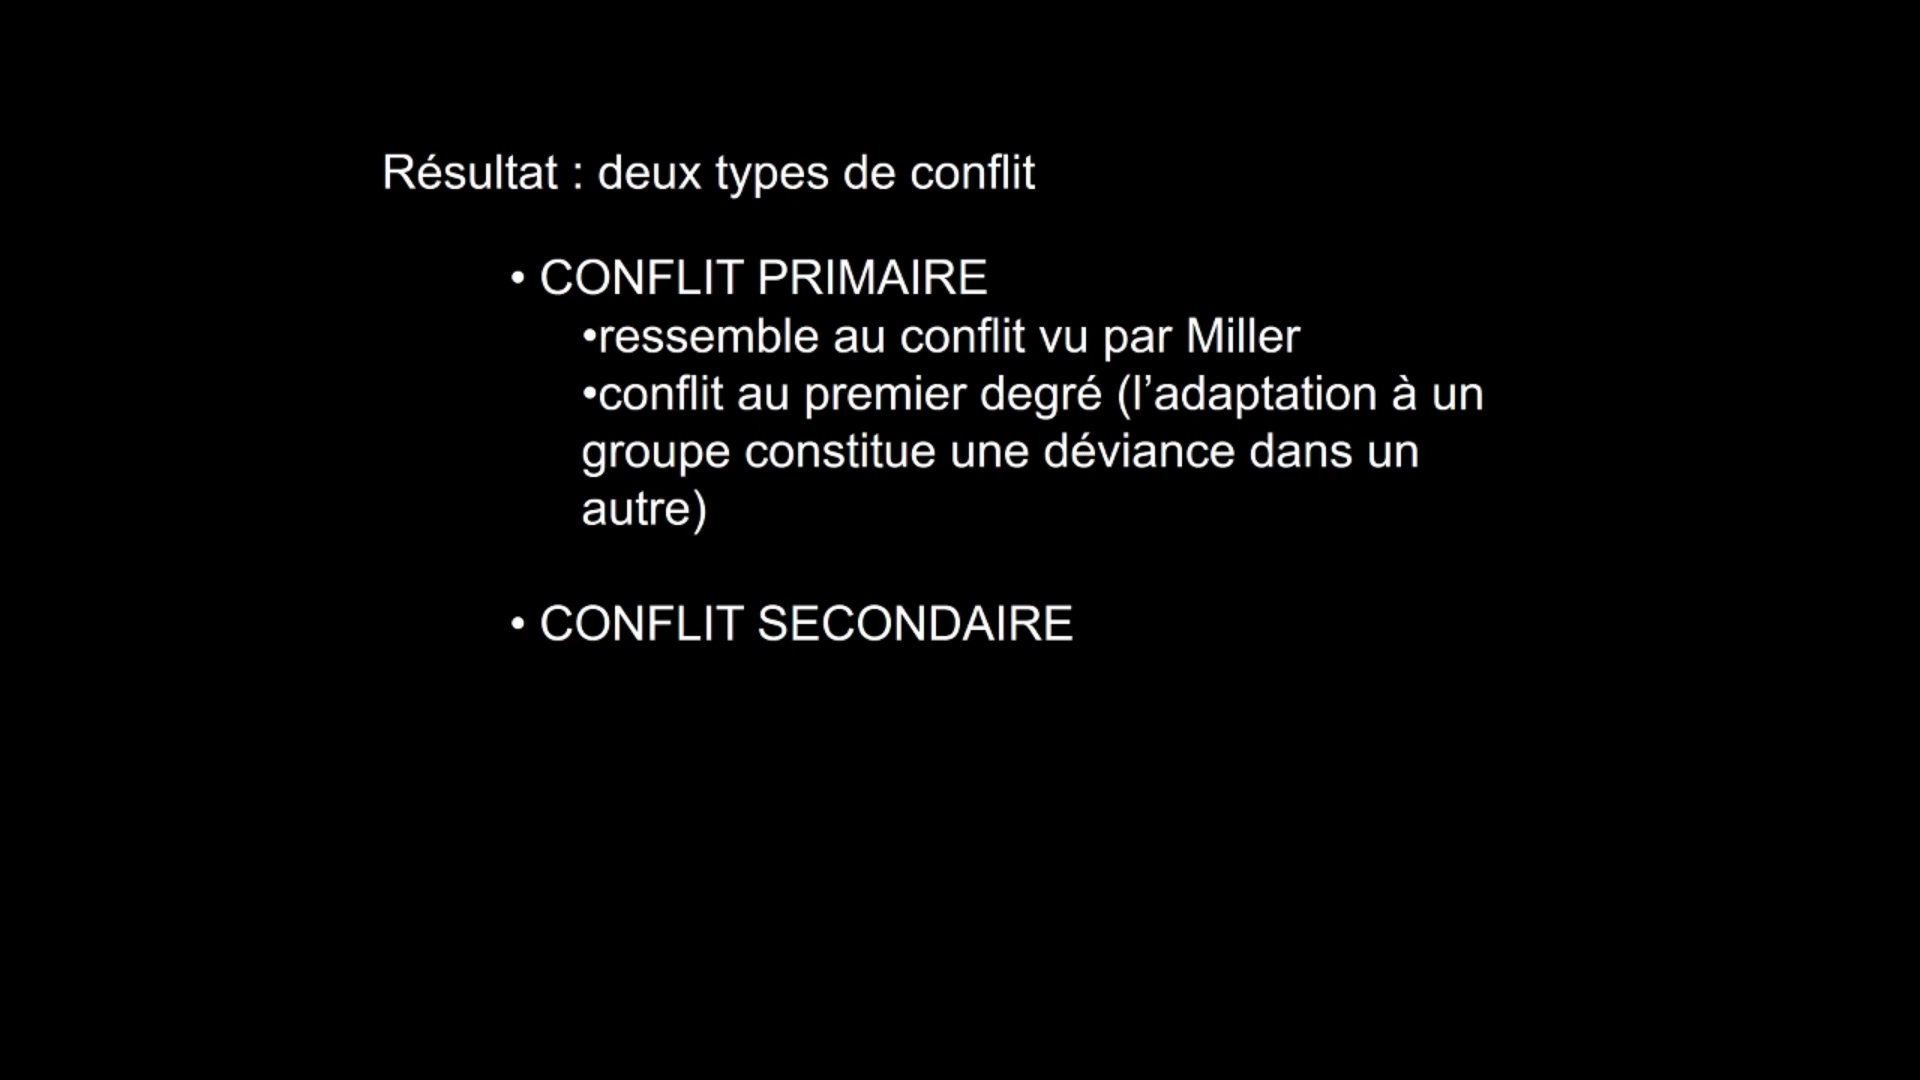 Résultat : deux types de conflit
• CONFLIT PRIMAIRE
•ressemble au conflit vu par Miller
•conflit au premier degré (l’adaptation à un
groupe constitue une déviance dans un
autre)
• CONFLIT SECONDAIRE